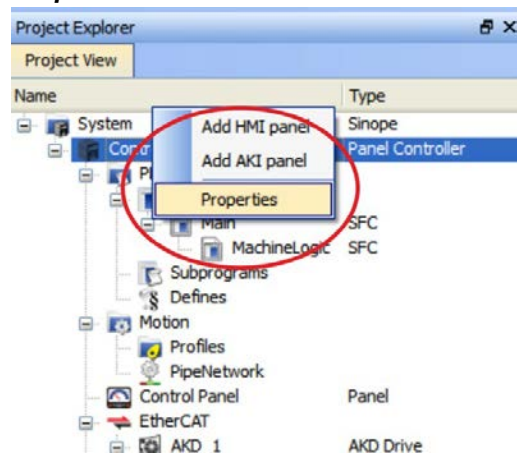 Project Explorer
Project View
Name Type
System Sinope
Add HMI panel
Contr Panel Controller
Add AKI panel
Properties
Main SFC
MachineLogic SFC
Subprograms
Defines
Motion
Profiles
PipeNetwork
Control Panel Panel
EtherCAT
AKD_1 AKD Drive